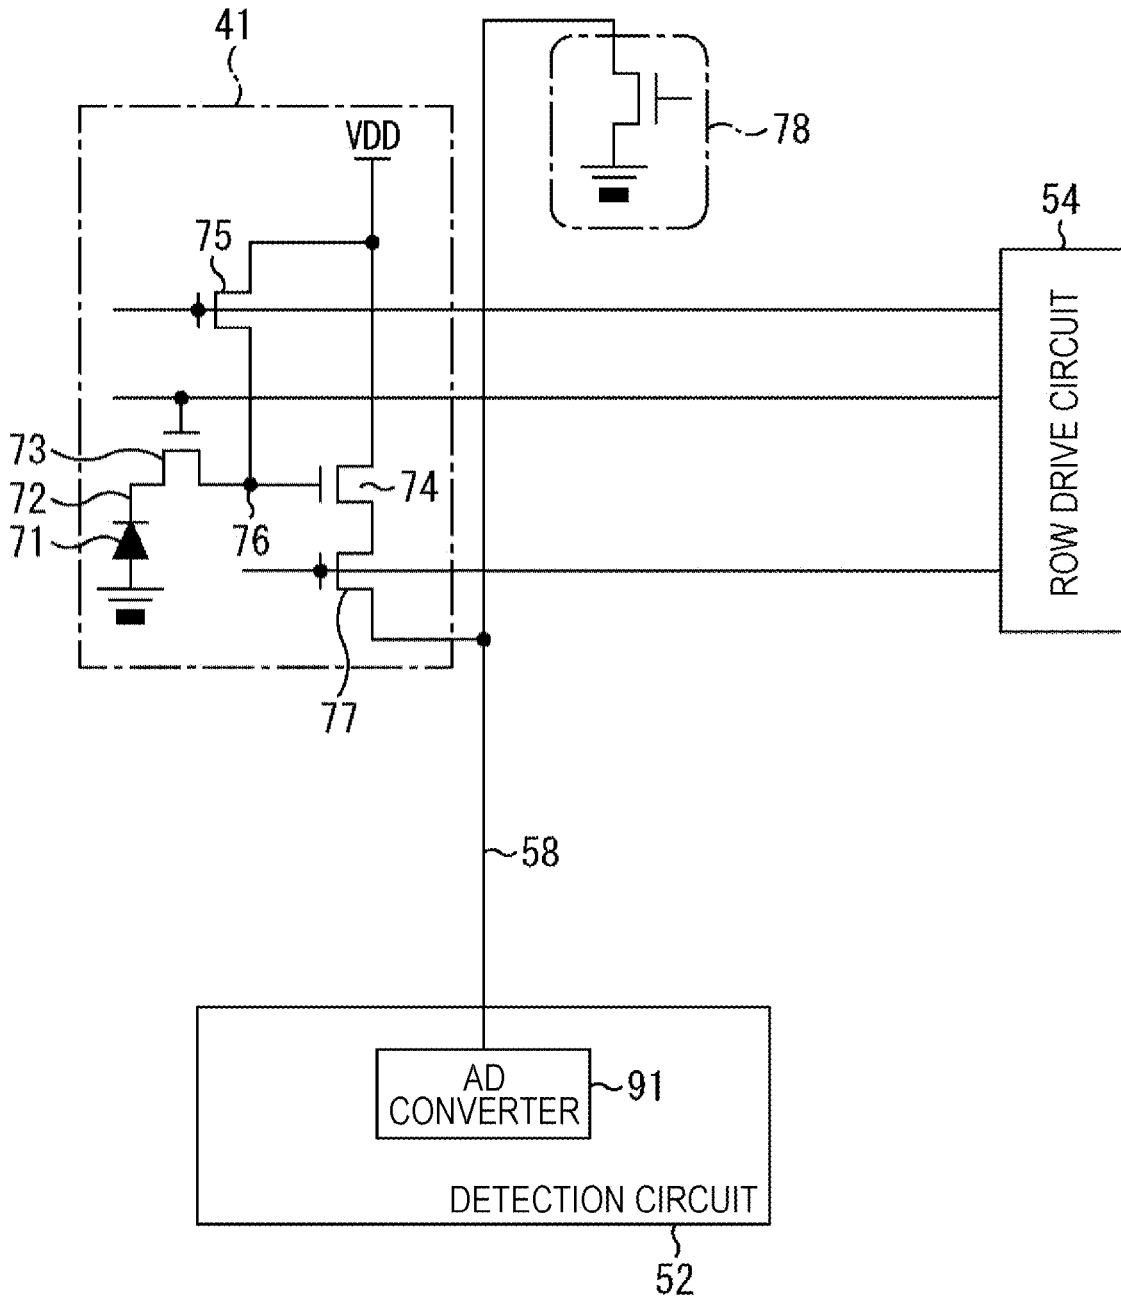 41
VDD
78
75
54
ROW DRIVE CIRCUIT
73
72
74
71
76
77
58
AD
CONVERTER
91
DETECTION CIRCUIT
52